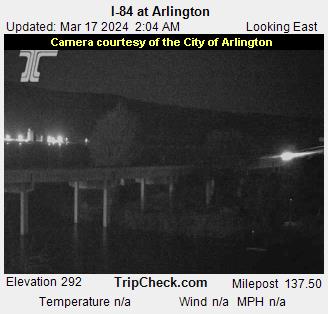 I-84 at Arlington
Updated: Mar 17 2024 2:04 AM Looking East
Camera courtesy of the City of Arlington
Elevation 292 TripCheck.com Milepost 137.50
Temperature n/a Wind n/a MPH n/a